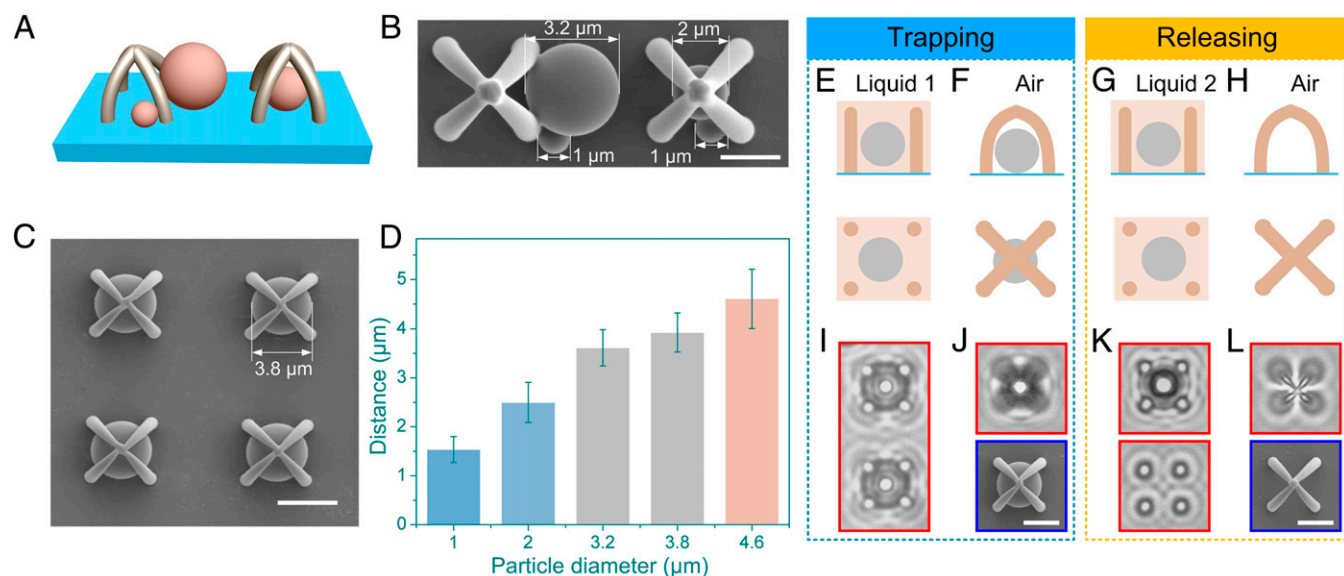 A
B
3.2 µm
2 µm
1 µm
1 µm
C
3.8 µm
D
Distance (µm)
5
4
3
2
1
0
1
2
3.2
3.8
4.6
Particle diameter (µm)
Trapping
Releasing
E
Liquid 1
F
Air
G
Liquid 2
H
Air
I
J
K
L